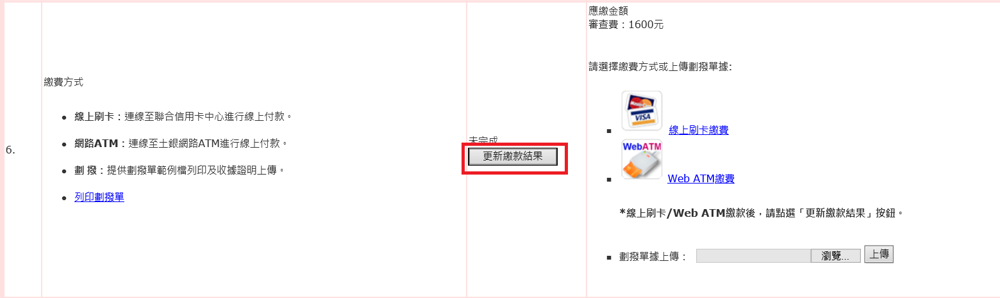 6.
繳費方式
● 線上刷卡：連線至聯合信用卡中心進行線上付款。
● 網路ATM：連線至土銀網路ATM進行線上付款。
● 劃 撥：提供劃撥單範例檔列印及收據證明上傳。
● 列印劃撥單
未完成
更新繳款結果
應繳金額
審查費：1600元
請選擇繳費方式或上傳劃撥單據:
MasterCard
VISA
■ 線上刷卡繳費
WebATM
■ Web ATM繳費
*線上刷卡/Web ATM繳款後，請點選「更新繳款結果」按鈕。
■ 劃撥單據上傳： 瀏覽... 上傳